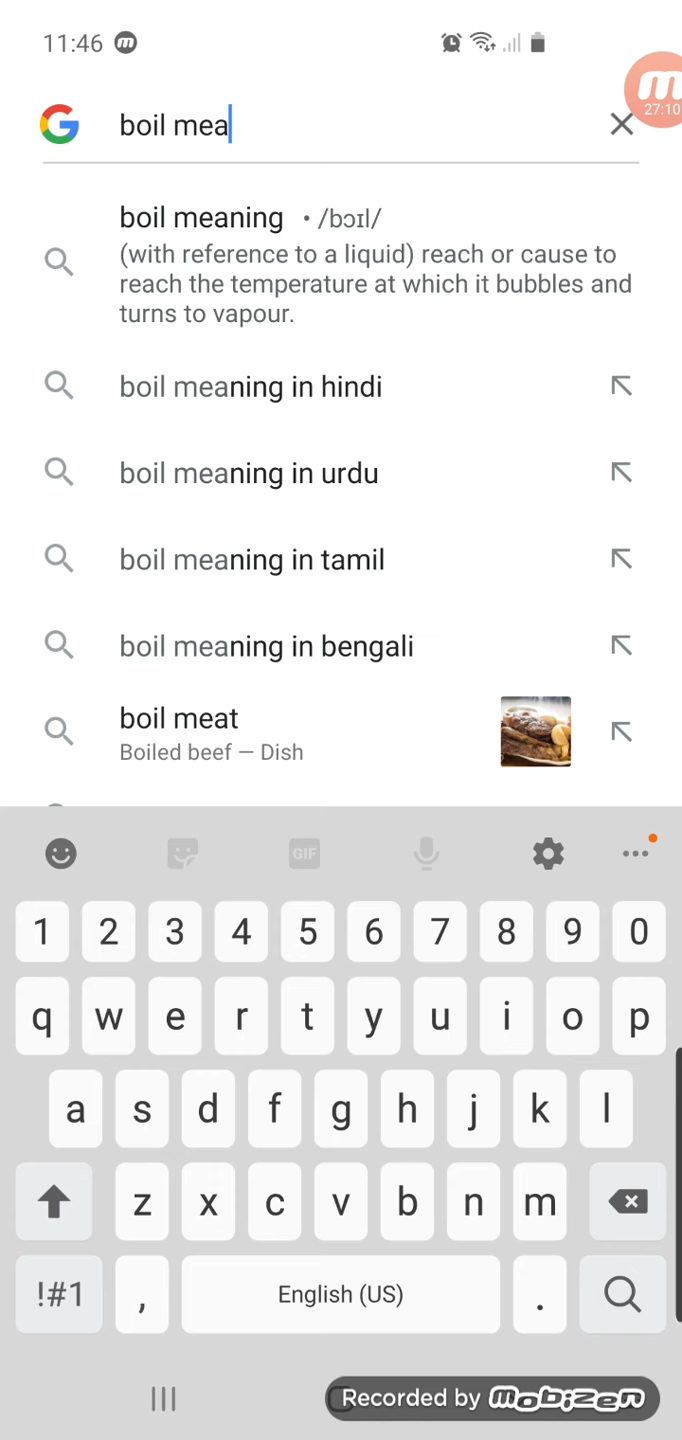 11:46
27:10
boil mea
boil meaning • /bɔɪl/
(with reference to a liquid) reach or cause to
reach the temperature at which it bubbles and
turns to vapour.
boil meaning in hindi
boil meaning in urdu
boil meaning in tamil
boil meaning in bengali
boil meat
Boiled beef — Dish
GIF
1 2 3 4 5 6 7 8 9 0
q w e r t y u i o p
a s d f g h j k l
z x c v b n m
!#1 , English (US) .
Recorded by mobizen